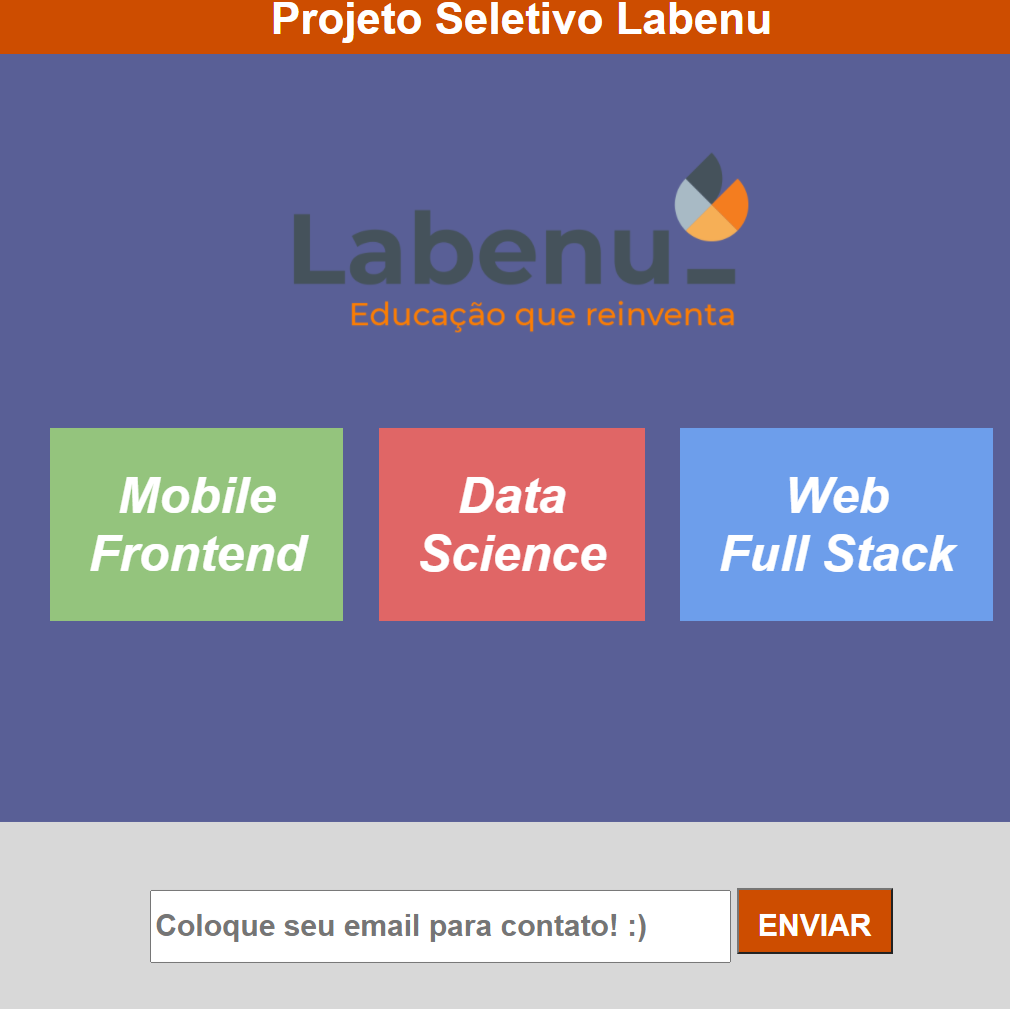 Projeto Seletivo Labenu
Labenu_
Educação que reinventa
Mobile
Frontend
Data
Science
Web
Full Stack
Coloque seu email para contato! :)
ENVIAR